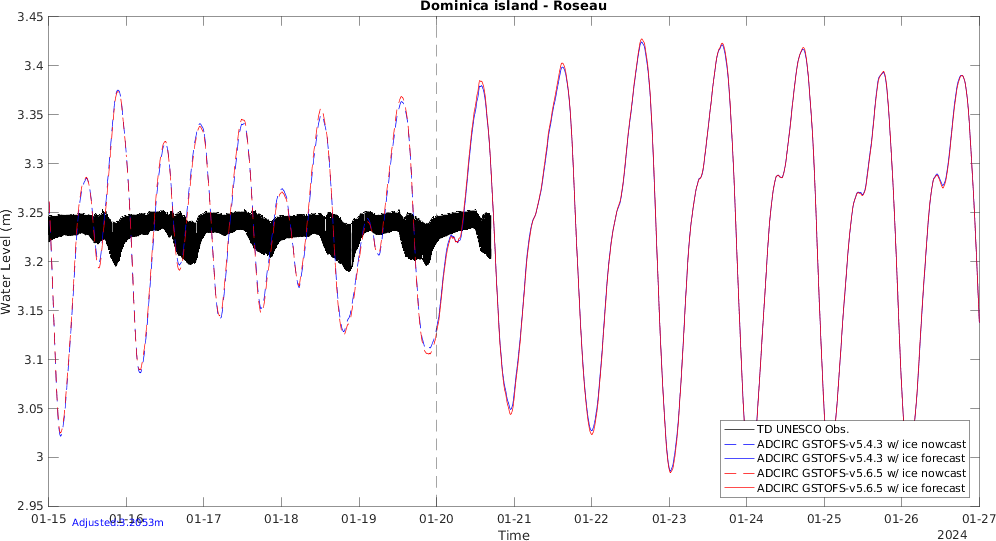 Dominica island - Roseau
3.45
3.4
3.35
3.3
3.25
3.2
3.15
3.1
3.05
3
2.95
Water Level (m)
TD UNESCO Obs.
ADCIRC GSTOFS-v5.4.3 w/ ice nowcast
ADCIRC GSTOFS-v5.4.3 w/ ice forecast
ADCIRC GSTOFS-v5.6.5 w/ ice nowcast
ADCIRC GSTOFS-v5.6.5 w/ ice forecast
01-15 01-16 01-17 01-18 01-19 01-20 01-21 01-22 01-23 01-24 01-25 01-26 01-27
Adjusted:3.2053m
Time
2024